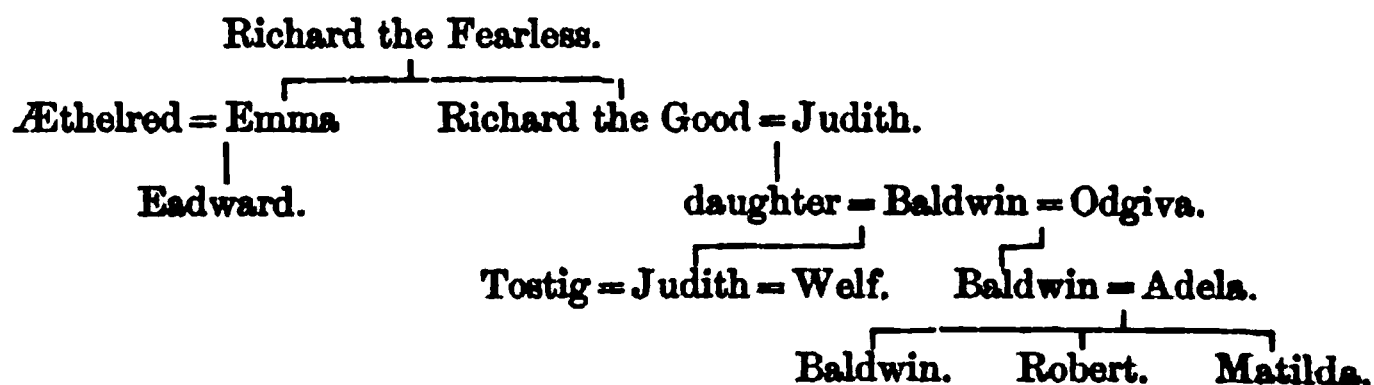 Richard the Fearless.
Æthelred = Emma Richard the Good = Judith.
Eadward. daughter = Baldwin = Odgiva.
Tostig = Judith = Welf. Baldwin = Adela.
Baldwin. Robert. Matilda.